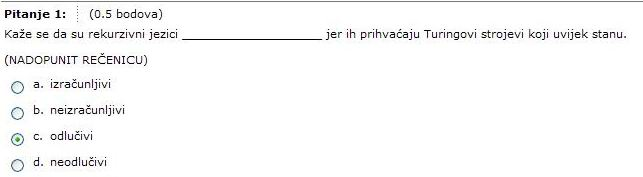 Pitanje 1: (0.5 bodova)
Kaže se da su rekurzivni jezici ______________________ jer ih prihvaćaju Turingovi strojevi koji uvijek stanu.
(NADOPUNIT REČENICU)
a. izračunljivi
b. neizračunljivi
c. odlučivi
d. neodlučivi